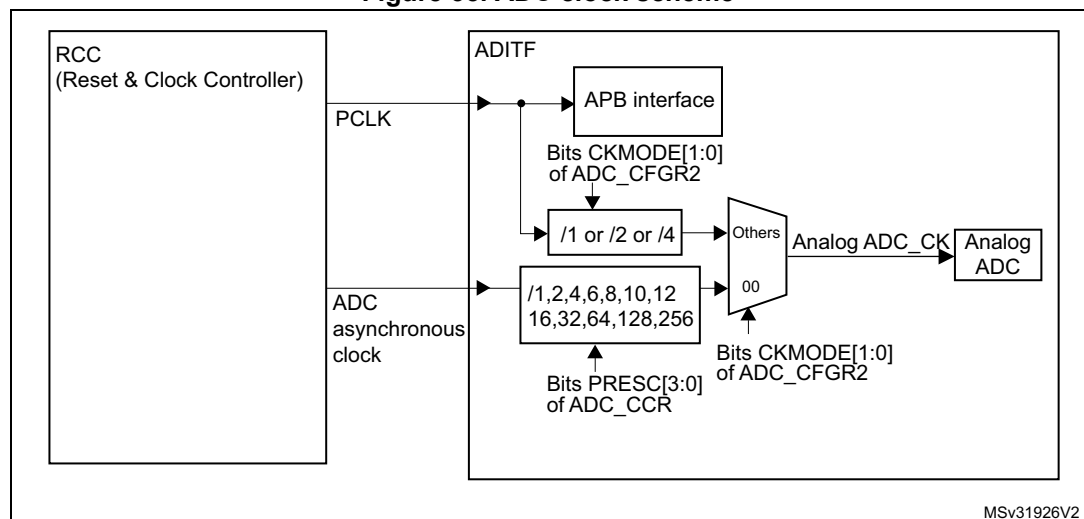 RCC
(Reset & Clock Controller)
ADITF
PCLK
APB interface
Bits CKMODE[1:0]
of ADC_CFGR2
/1 or /2 or /4
Others
00
Analog ADC_CK
Analog
ADC
ADC
asynchronous
clock
/1,2,4,6,8,10,12
16,32,64,128,256
Bits PRESC[3:0]
of ADC_CCR
Bits CKMODE[1:0]
of ADC_CFGR2
MSv31926V2